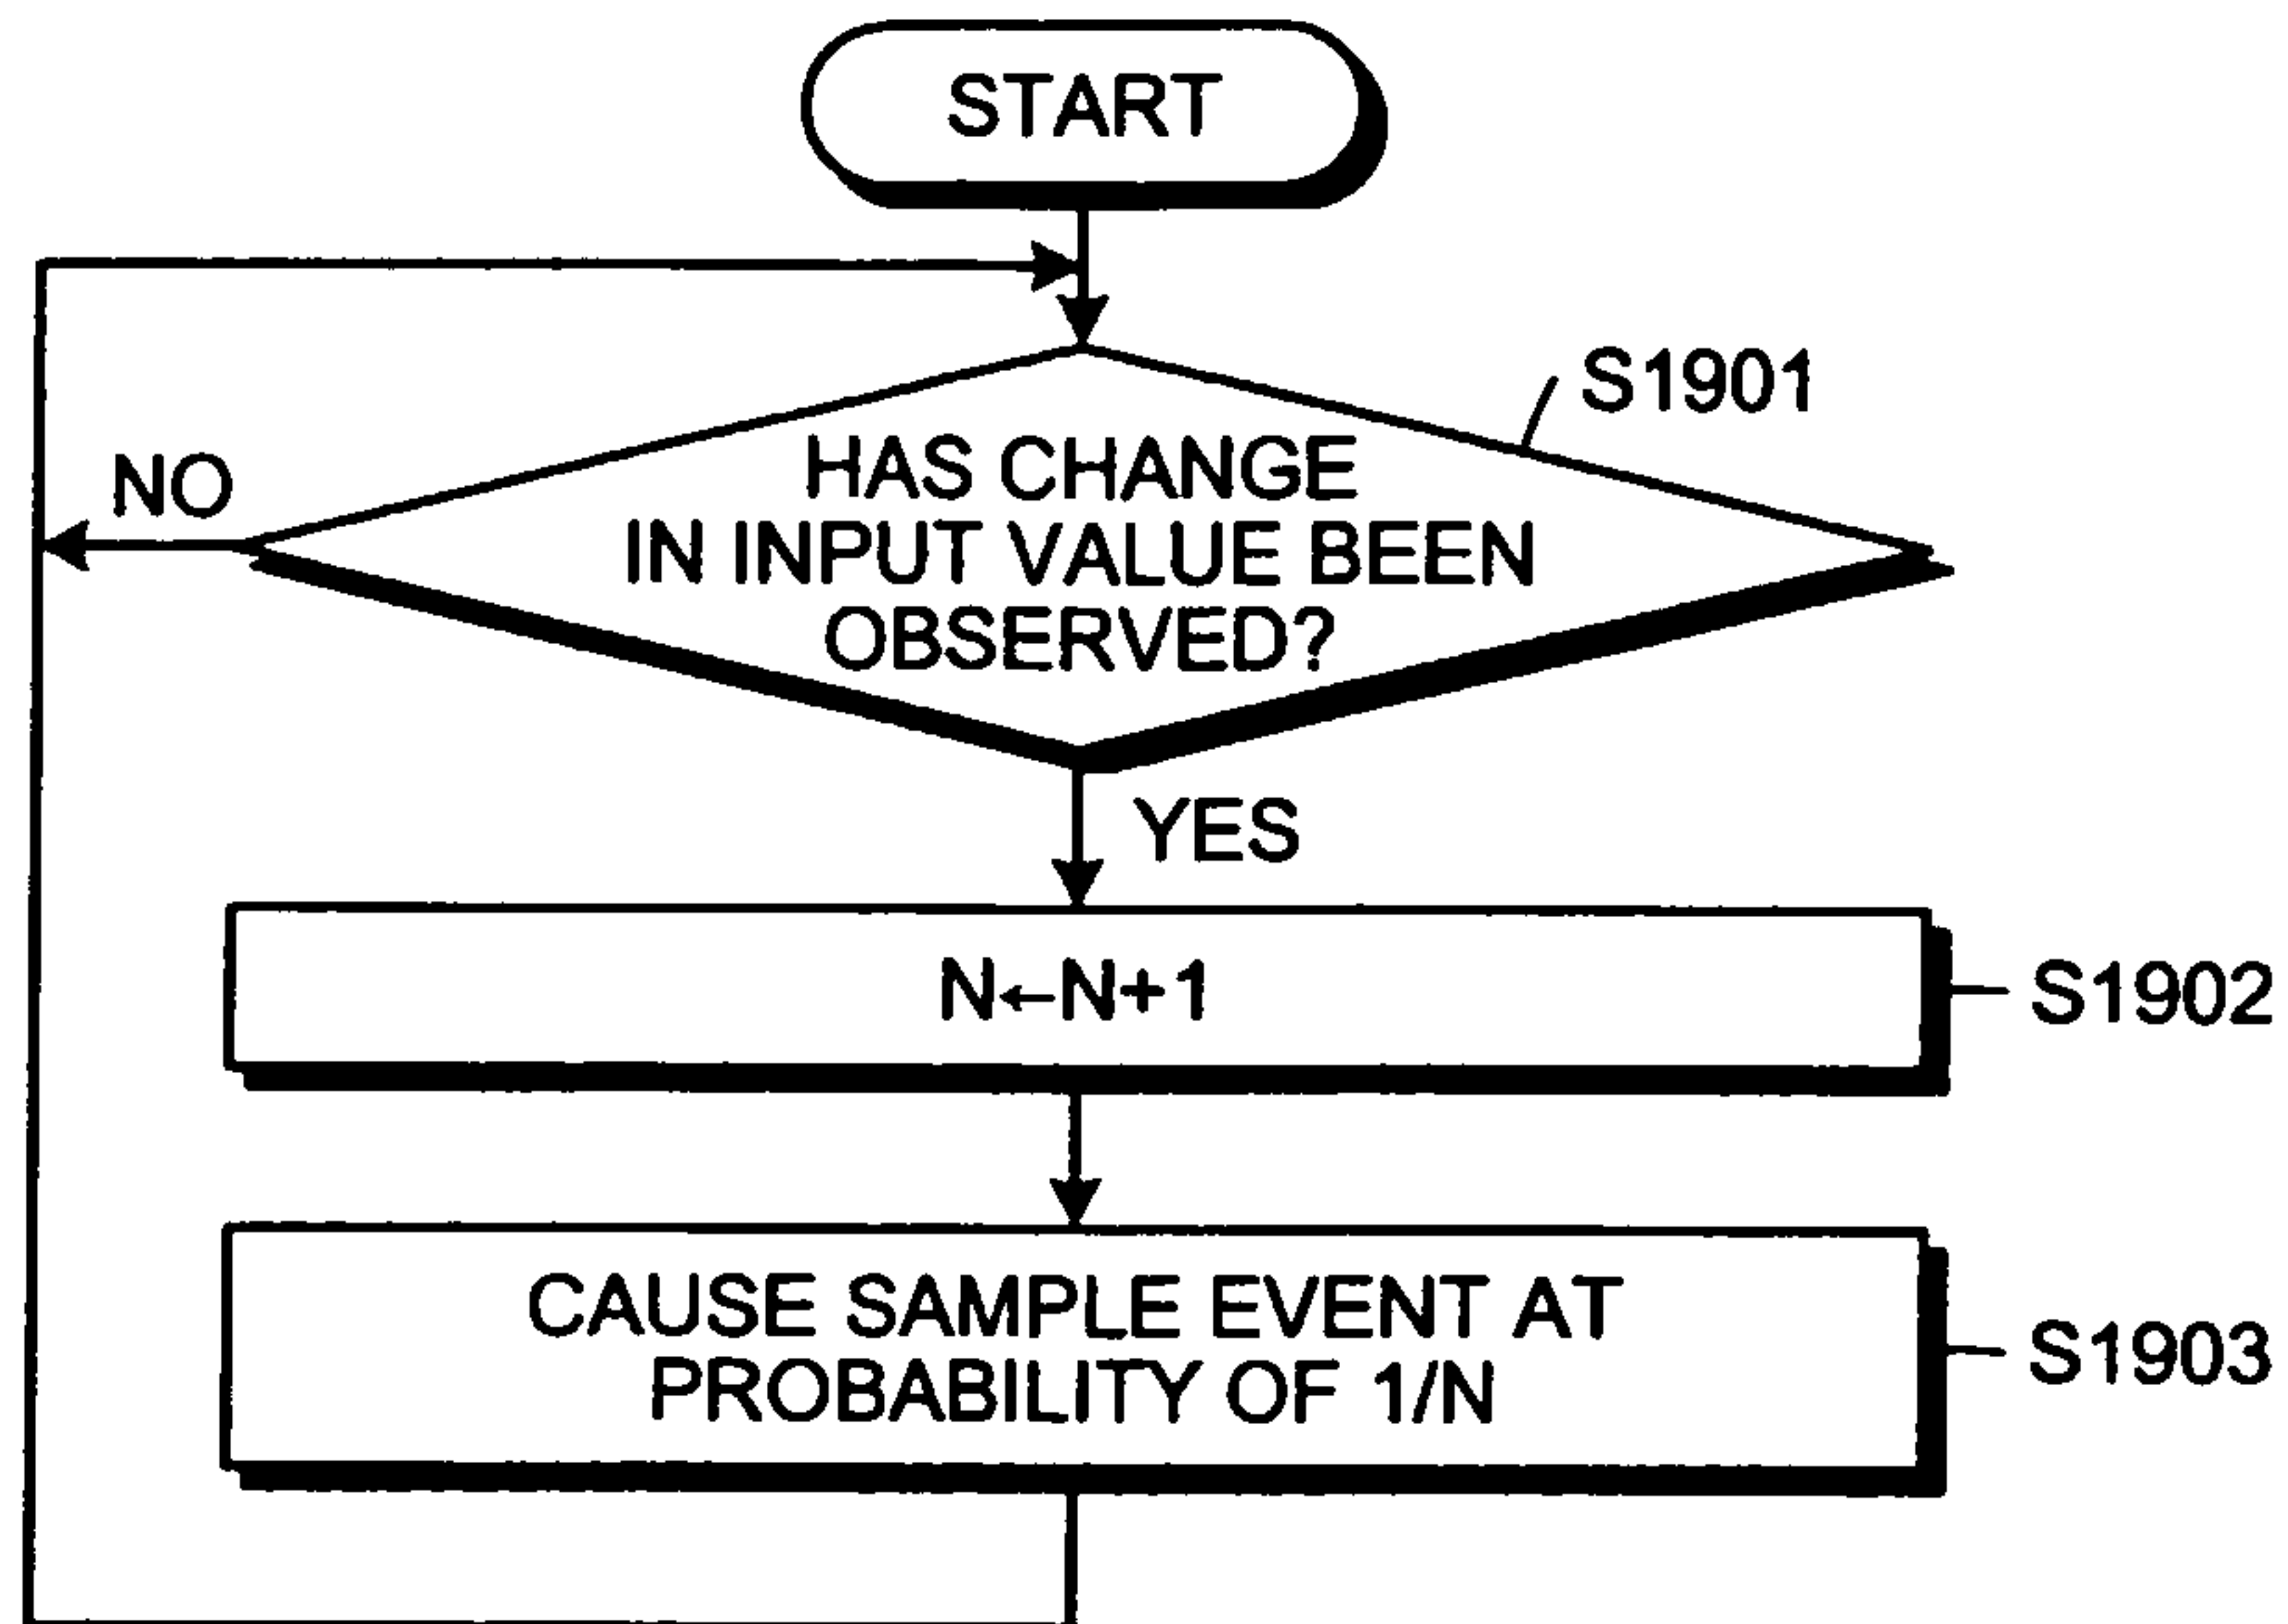 START
S1901
HAS CHANGE
IN INPUT VALUE BEEN
OBSERVED?
NO
YES
N←N+1
S1902
CAUSE SAMPLE EVENT AT
PROBABILITY OF 1/N
S1903